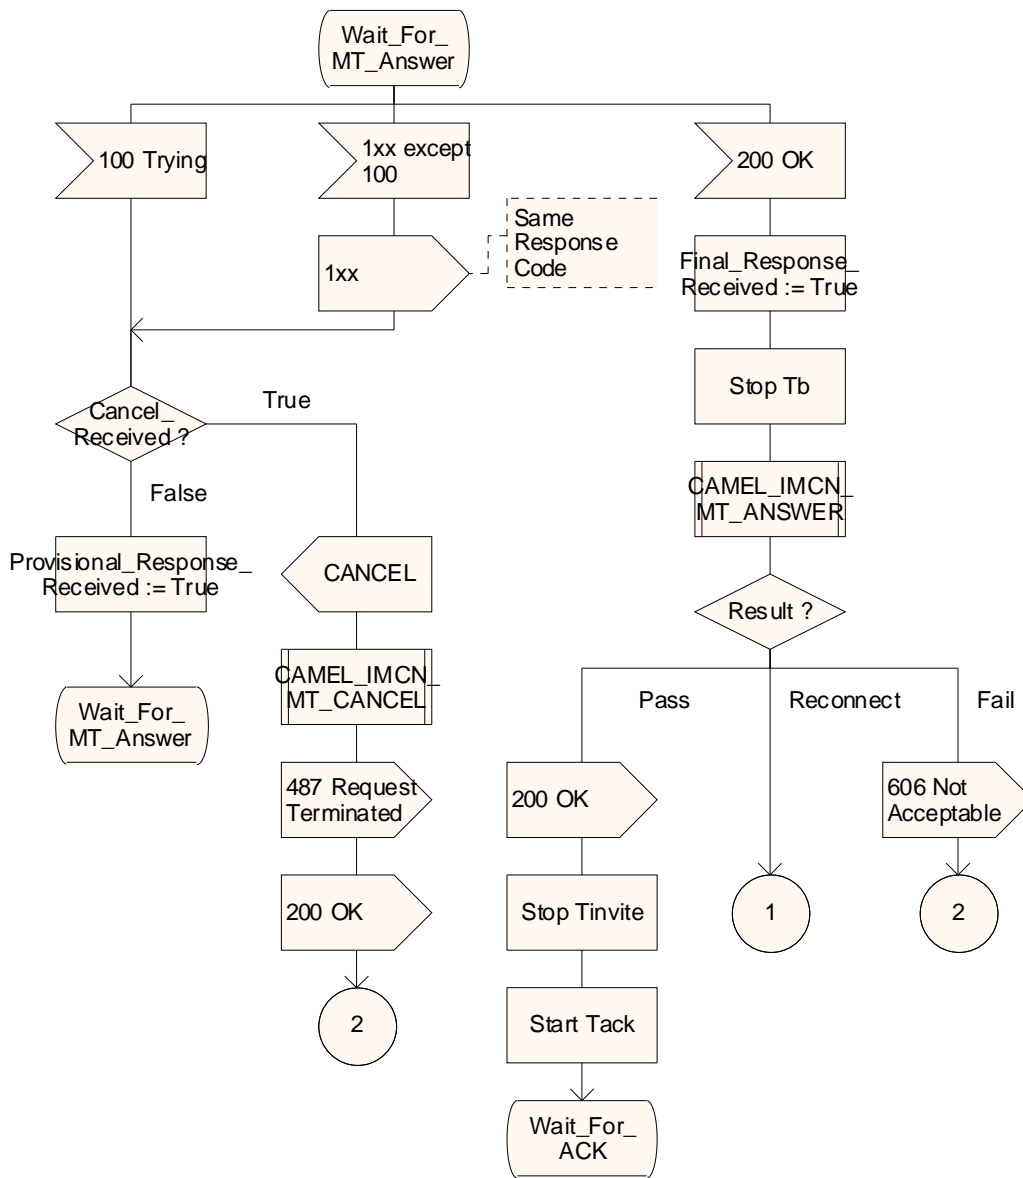 Wait_For_
MT_Answer
100 Trying
1xx except
100
200 OK
Same
Response
Code
1xx
Final_Response_
Received := True
Stop Tb
Cancel_
Received ?
True
False
CAMEL_IMCN_
MT_ANSWER
Provisional_Response_
Received := True
CANCEL
Result ?
CAMEL_IMCN_
MT_CANCEL
Pass
Reconnect
Fail
Wait_For_
MT_Answer
487 Request
Terminated
200 OK
606 Not
Acceptable
200 OK
Stop Tinvite
1
2
2
Start Tack
Wait_For_
ACK